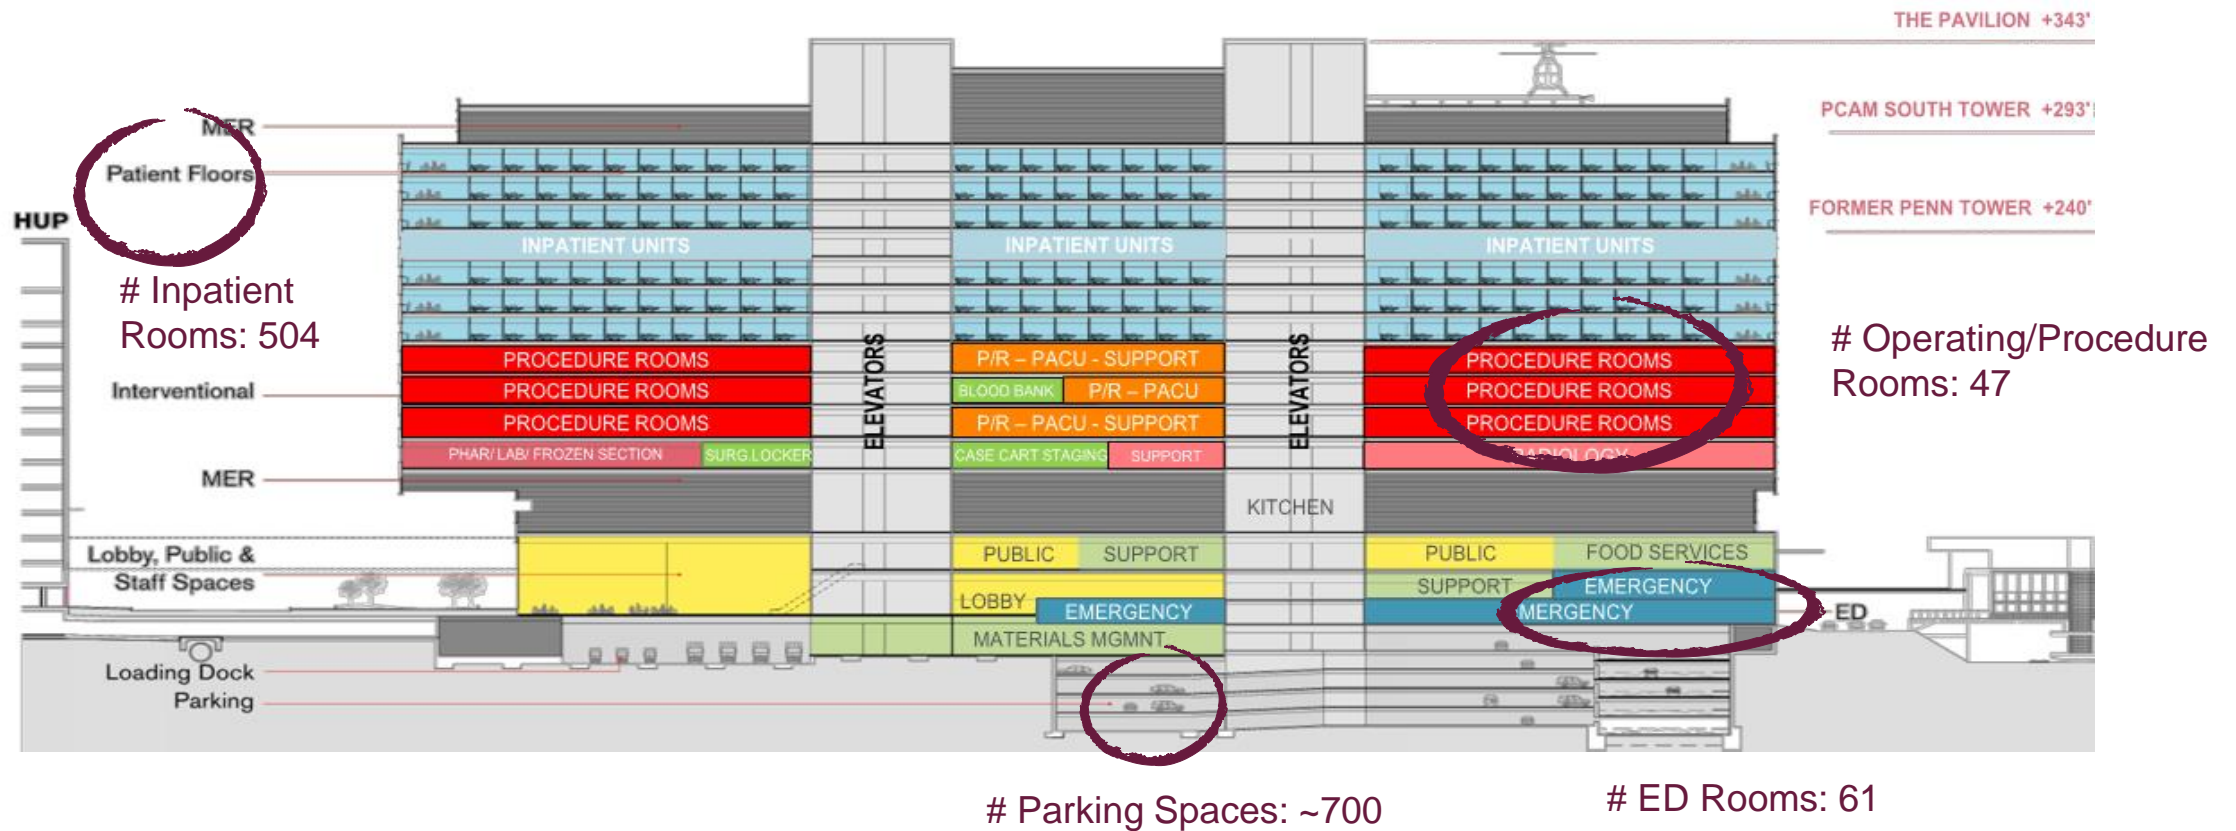 THE PAVILION +343'
PCAM SOUTH TOWER +293'
FORMER PENN TOWER +240'
MER
Patient Floors
HUP
# Inpatient
Rooms: 504
INPATIENT UNITS
INPATIENT UNITS
INPATIENT UNITS
# Operating/Procedure
Rooms: 47
Interventional
PROCEDURE ROOMS
P/R – PACU - SUPPORT
PROCEDURE ROOMS
PROCEDURE ROOMS
BLOOD BANK
P/R – PACU
PROCEDURE ROOMS
PROCEDURE ROOMS
P/R – PACU - SUPPORT
PROCEDURE ROOMS
ELEVATORS
ELEVATORS
PHAR/ LAB/ FROZEN SECTION
SURG.LOCKER
CASE CART STAGING
SUPPORT
RADIOLOGY
MER
KITCHEN
Lobby, Public &
Staff Spaces
PUBLIC
SUPPORT
PUBLIC
FOOD SERVICES
SUPPORT
EMERGENCY
LOBBY
EMERGENCY
EMERGENCY
ED
MATERIALS MGMNT.
Loading Dock
Parking
# Parking Spaces: ~700
# ED Rooms: 61